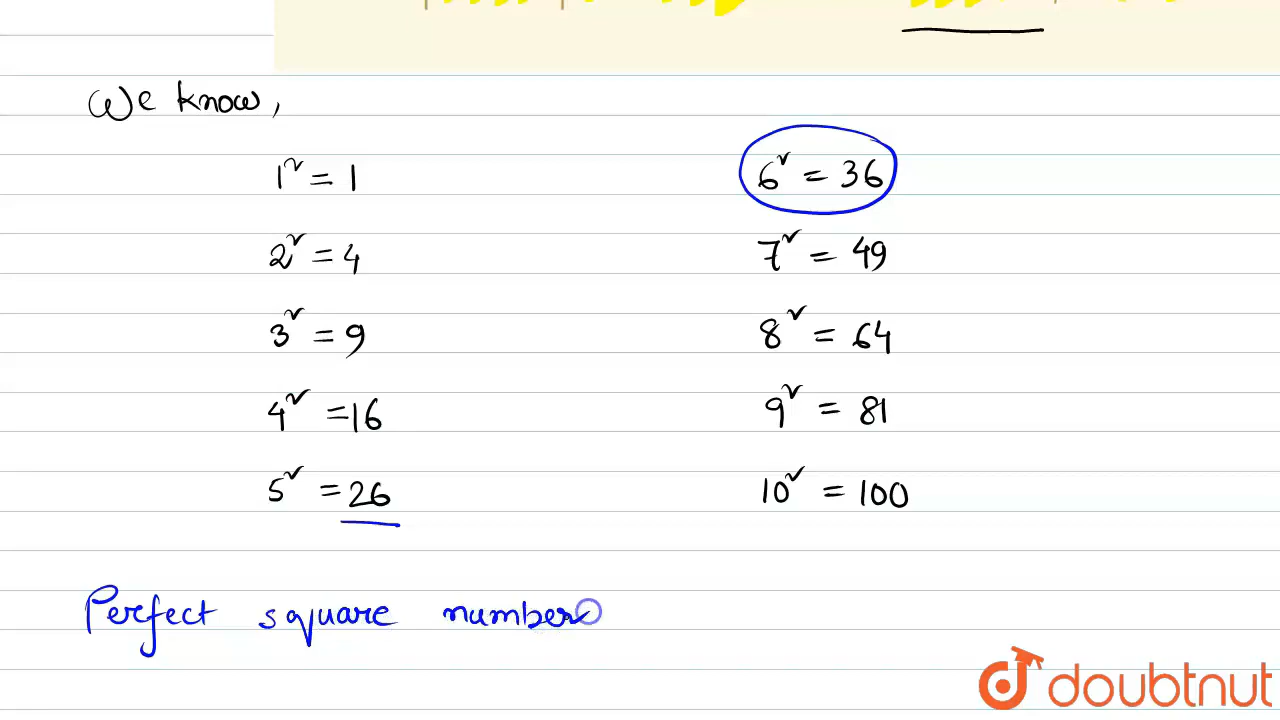 We know,
1² = 1
2² = 4
3² = 9
4² = 16
5² = 26
6² = 36
7² = 49
8² = 64
9² = 81
10² = 100
Perfect square number
doubtnut